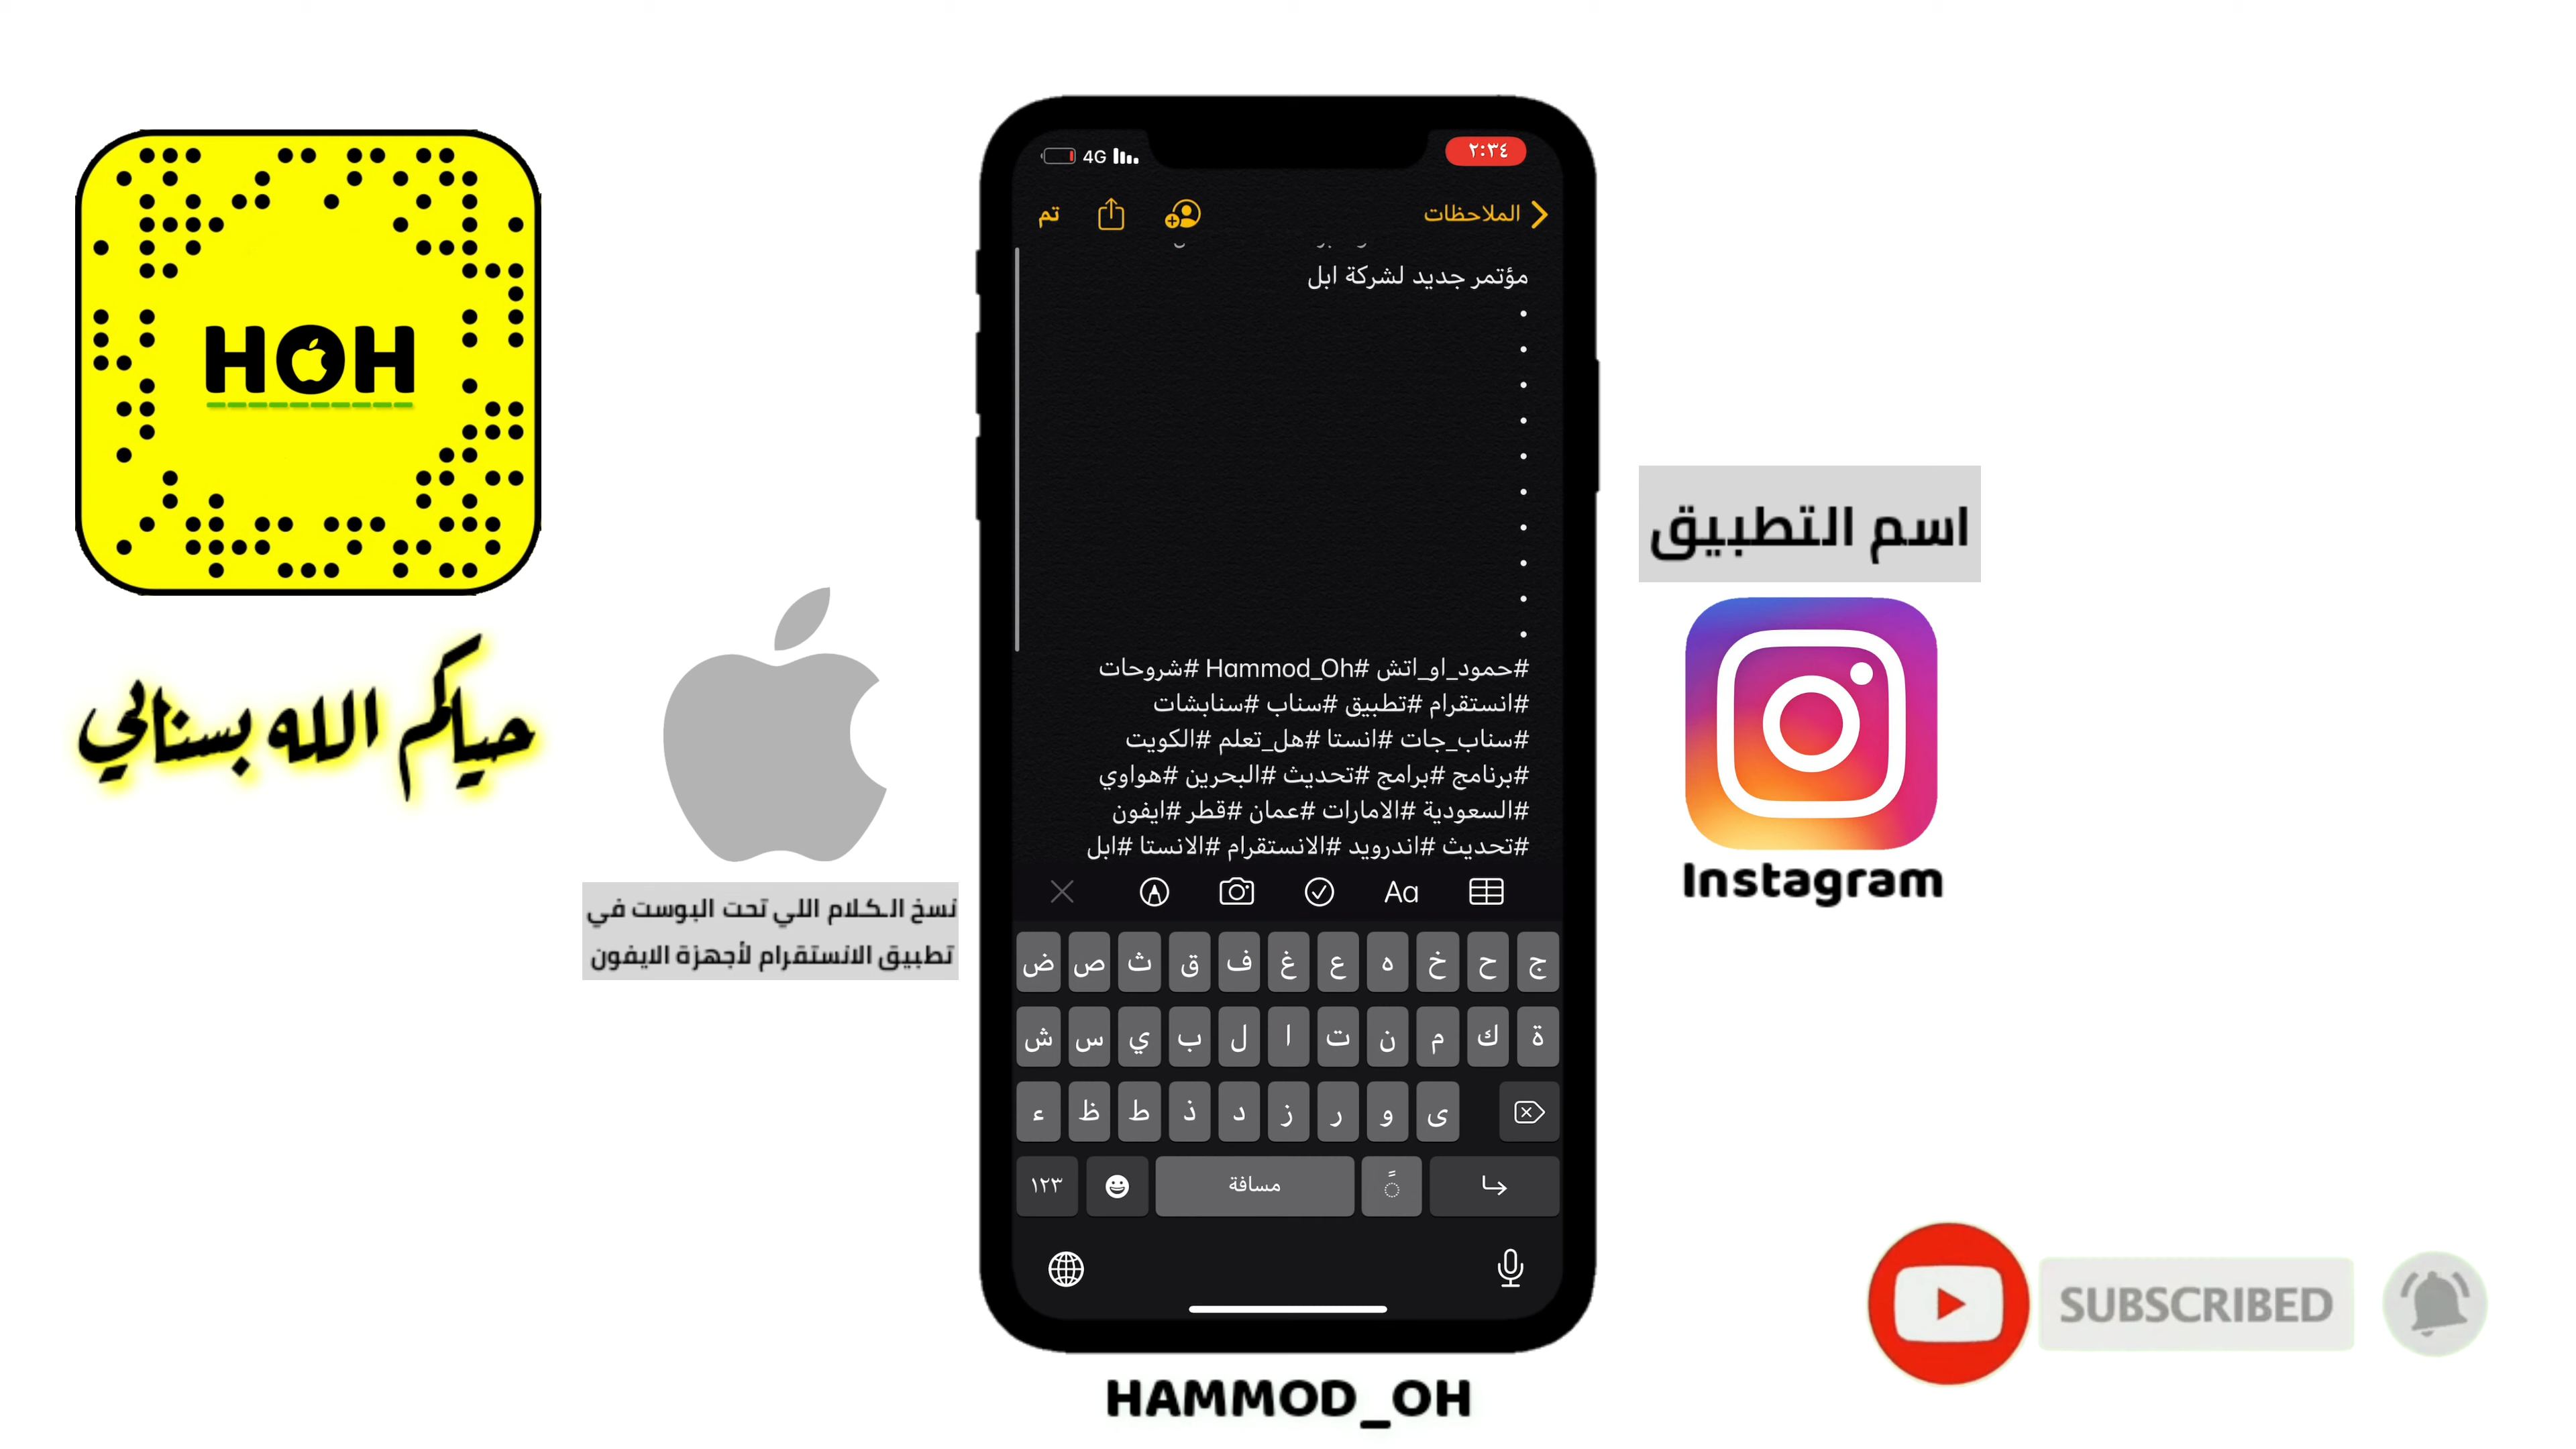 HOH
حياكم الله بسنابي
نسخ الكلام اللي تحت البوست في
تطبيق الانستقرام لأجهزة الايفون
4G
٢:٣٤
الملاحظات
تم
مؤتمر جديد لشركة ابل
•
•
•
•
•
•
•
•
•
•
#حمود_او_اتش #Hammod_Oh #شروحات
#انستقرام #تطبيق #سناب #سنابشات
#سناب_جات #انستا #هل_تعلم #الكويت
#برنامج #برامج #تحديث #البحرين #هواوي
#السعودية #الامارات #عمان #قطر #ايفون
#تحديث #اندرويد #الانستقرام #الانستا #ابل
Aa
ض ص ث ق ف غ ع ه خ ح ج
ش س ي ب ل ا ت ن م ك ة
ء ظ ط ذ د ز ر و ى
١٢٣
مسافة
HAMMOD_OH
اسم التطبيق
Instagram
SUBSCRIBED